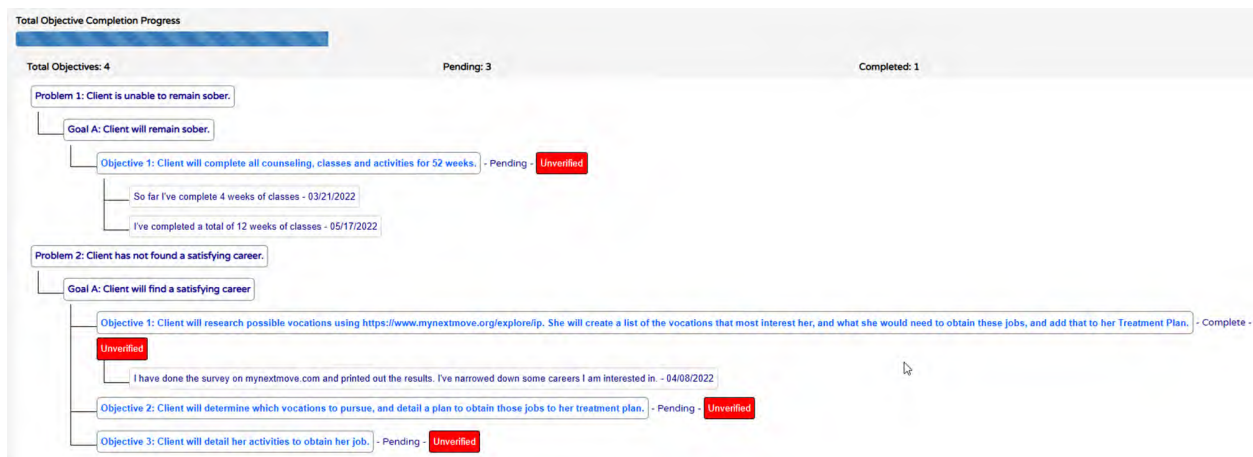 Total Objective Completion Progress
Total Objectives: 4 Pending: 3 Completed: 1
Problem 1: Client is unable to remain sober.
Goal A: Client will remain sober.
Objective 1: Client will complete all counseling, classes and activities for 52 weeks. - Pending - Unverified
So far I've complete 4 weeks of classes - 03/21/2022
I've completed a total of 12 weeks of classes - 05/17/2022
Problem 2: Client has not found a satisfying career.
Goal A: Client will find a satisfying career
Objective 1: Client will research possible vocations using https://www.mynextmove.org/explore/ip. She will create a list of the vocations that most interest her, and what she would need to obtain these jobs, and add that to her Treatment Plan. - Complete -
Unverified
I have done the survey on mynextmove.com and printed out the results. I've narrowed down some careers I am interested in. - 04/08/2022
Objective 2: Client will determine which vocations to pursue, and detail a plan to obtain those jobs to her treatment plan. - Pending - Unverified
Objective 3: Client will detail her activities to obtain her job. - Pending - Unverified